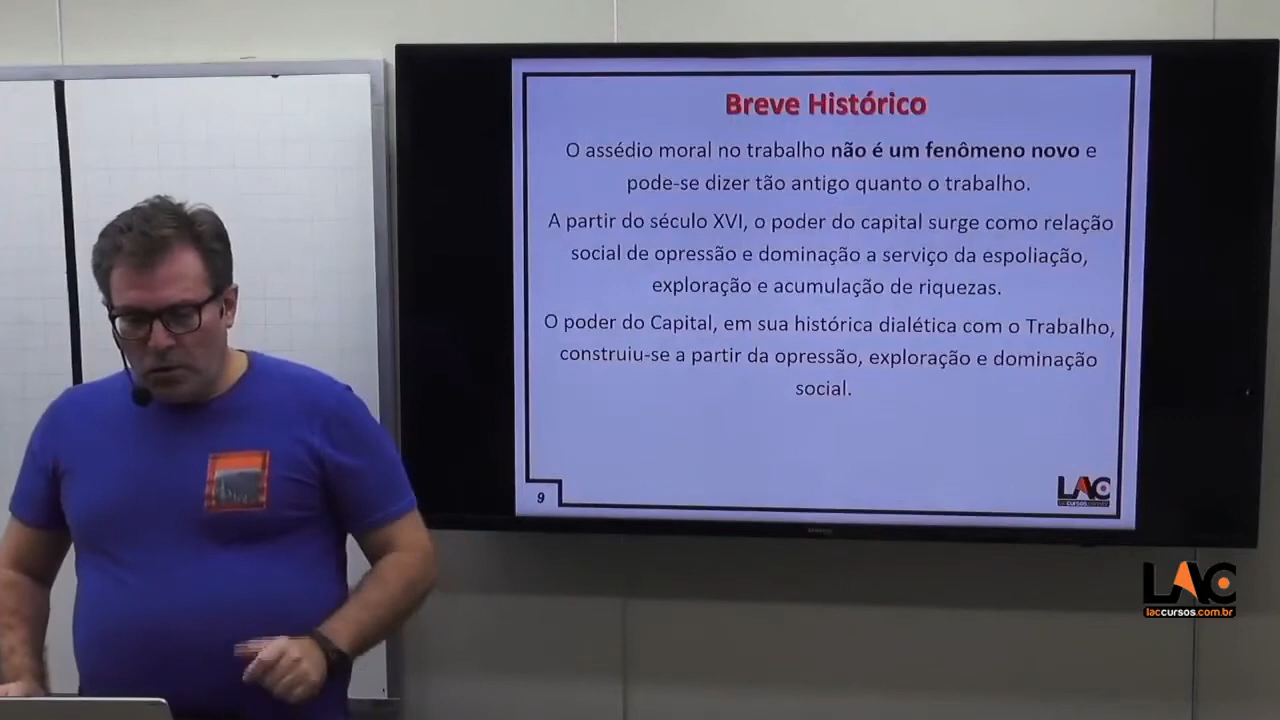 Breve Histórico
O assédio moral no trabalho não é um fenômeno novo e
pode-se dizer tão antigo quanto o trabalho.
A partir do século XVI, o poder do capital surge como relação
social de opressão e dominação a serviço da espoliação,
exploração e acumulação de riquezas.
O poder do Capital, em sua histórica dialética com o Trabalho,
construiu-se a partir da opressão, exploração e dominação
social.
9
LAC
LAC
laccursos.com.br